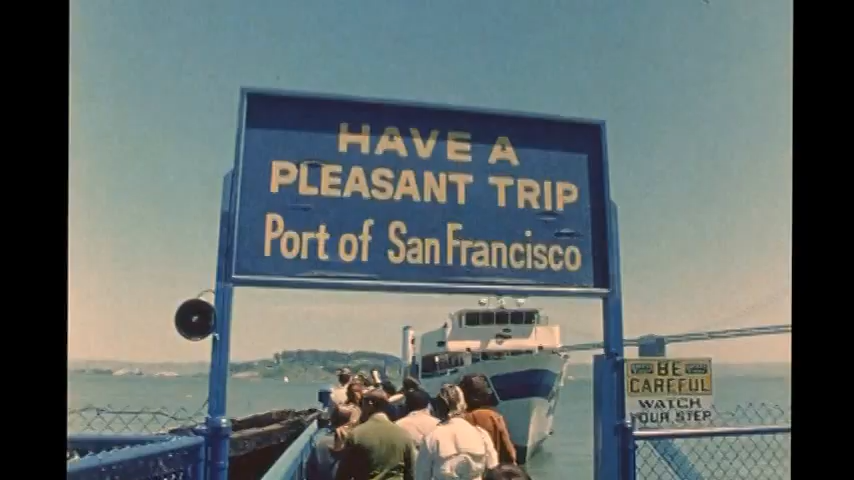 HAVE A
PLEASANT TRIP
Port of San Francisco
BE
CAREFUL
WATCH
YOUR STEP